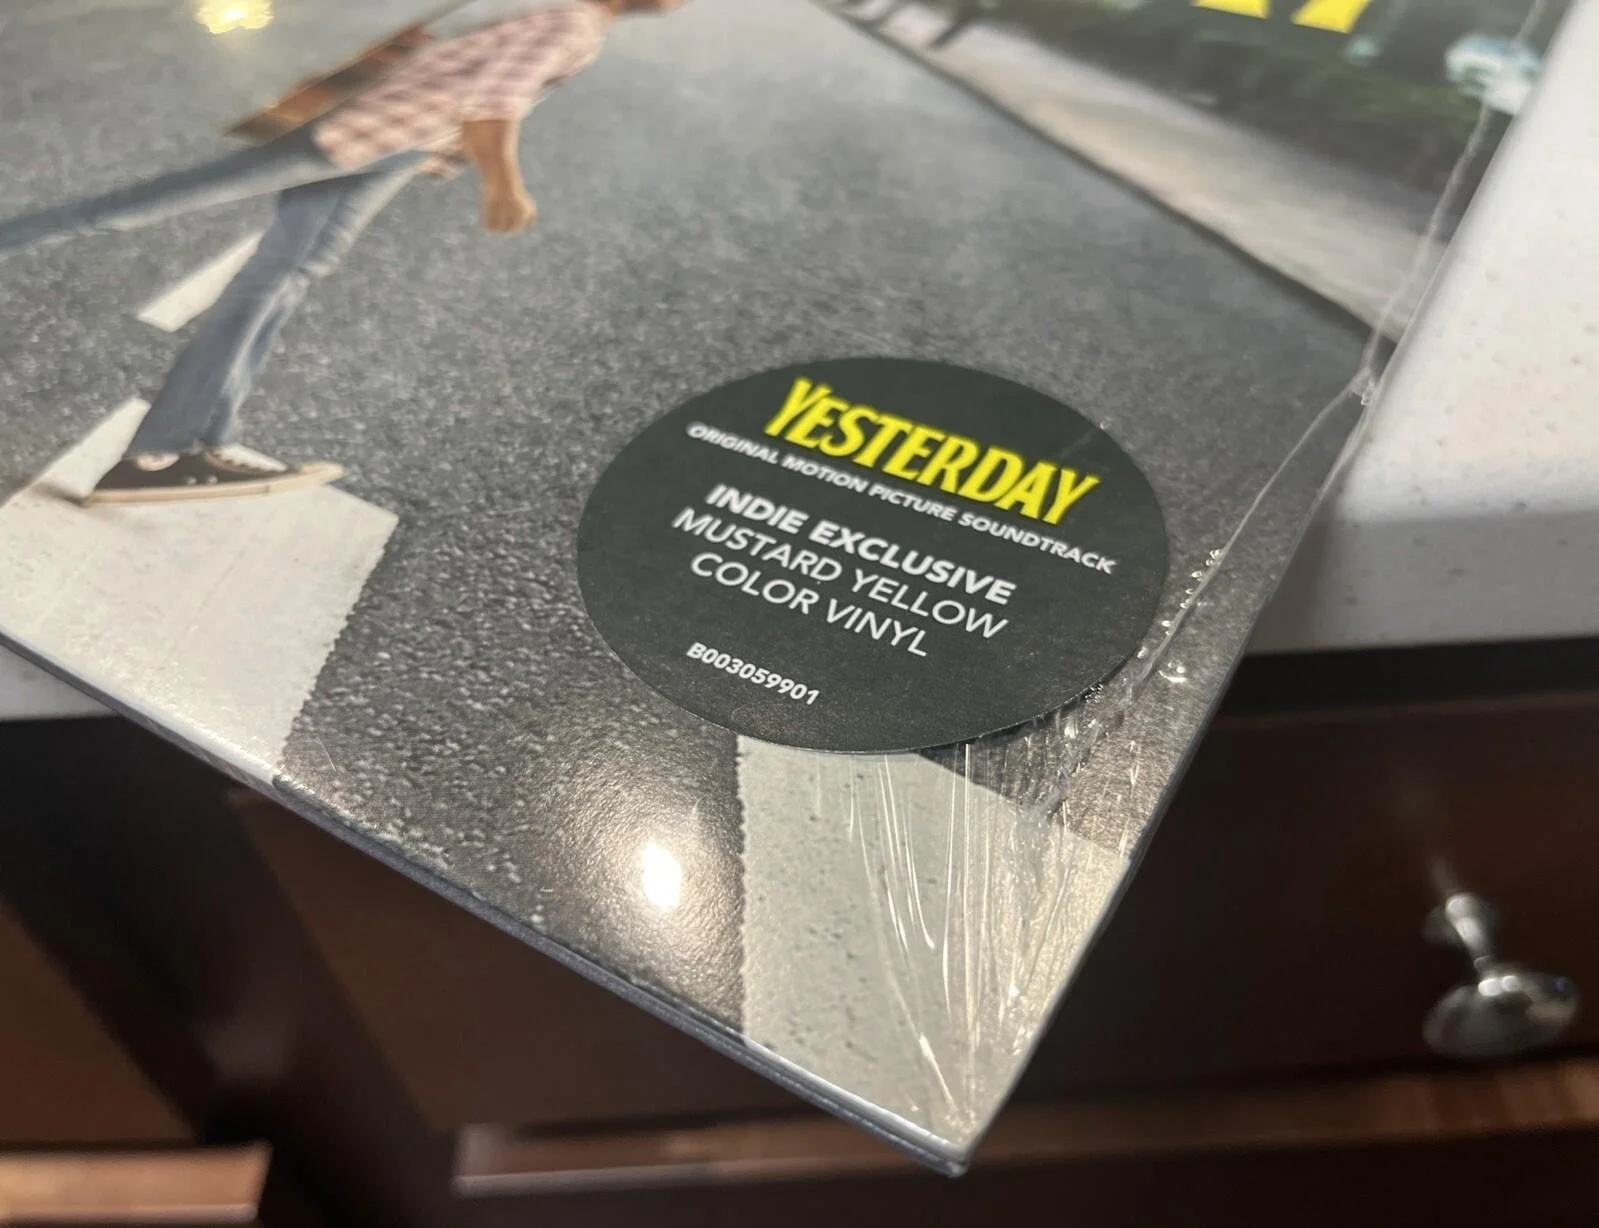 YESTERDAY
ORIGINAL MOTION PICTURE SOUNDTRACK
INDIE EXCLUSIVE
MUSTARD YELLOW
COLOR VINYL
B003059901